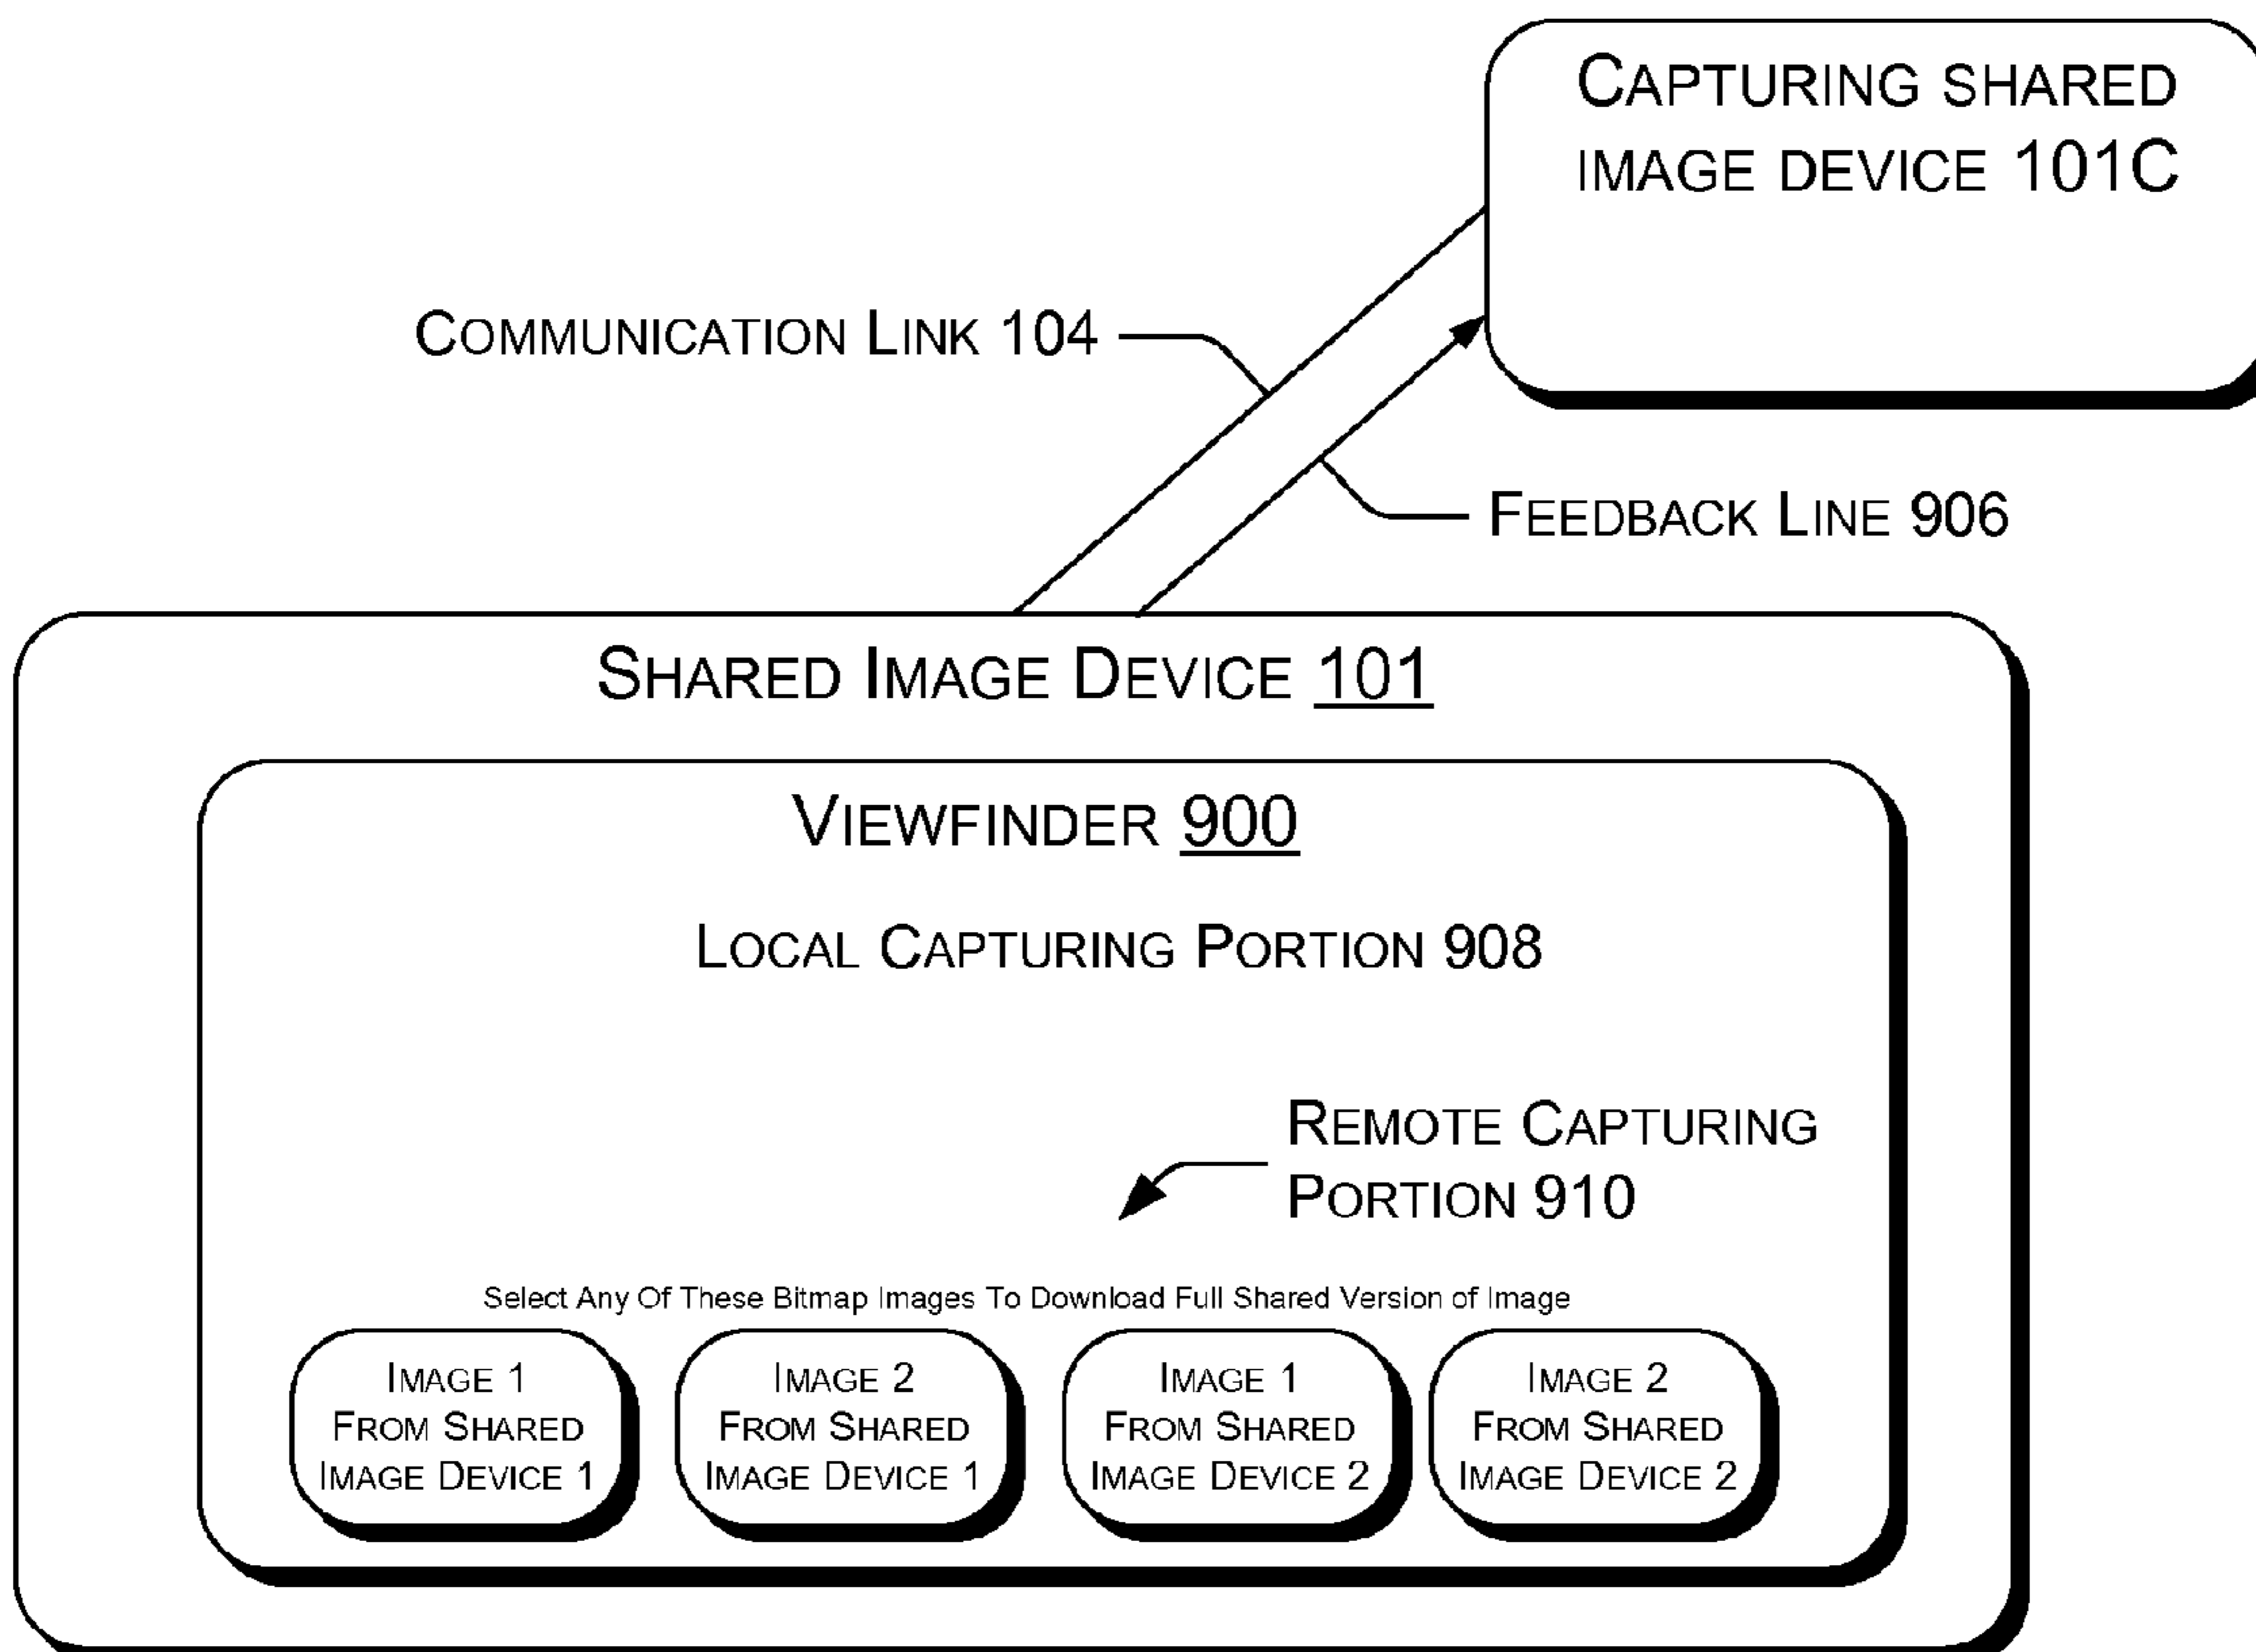 CAPTURING SHARED
IMAGE DEVICE 101C
COMMUNICATION LINK 104
FEEDBACK LINE 906
SHARED IMAGE DEVICE 101
VIEWFINDER 900
LOCAL CAPTURING PORTION 908
REMOTE CAPTURING
PORTION 910
Select Any Of These Bitmap Images To Download Full Shared Version of Image
IMAGE 1
FROM SHARED
IMAGE DEVICE 1
IMAGE 2
FROM SHARED
IMAGE DEVICE 1
IMAGE 1
FROM SHARED
IMAGE DEVICE 2
IMAGE 2
FROM SHARED
IMAGE DEVICE 2